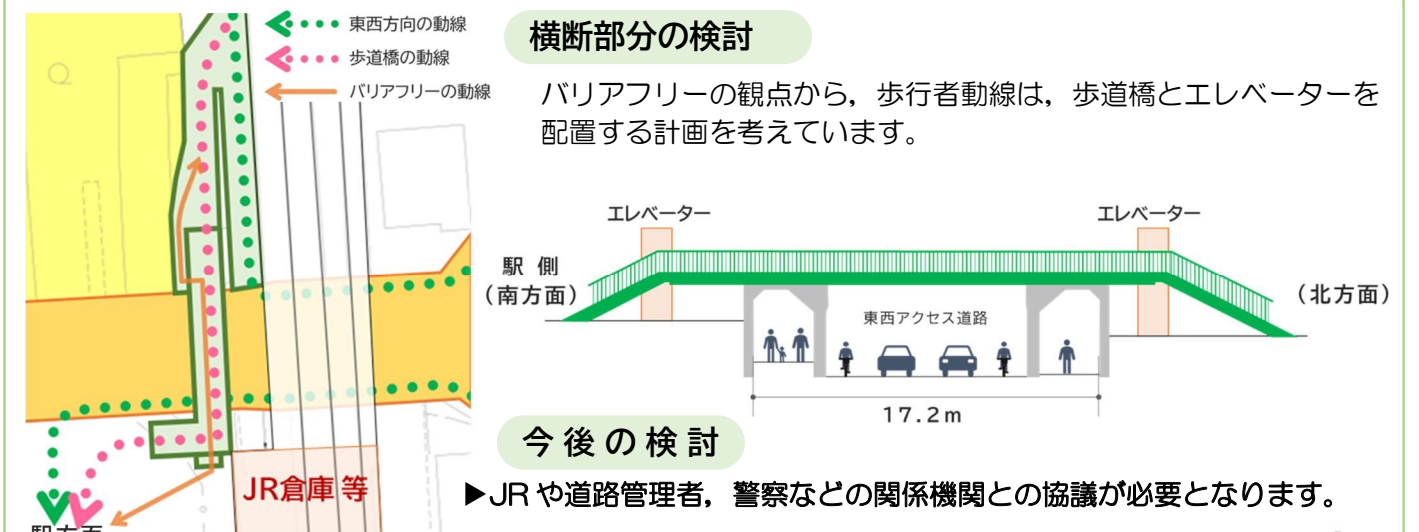 東西方向の動線
歩道橋の動線
バリアフリーの動線
横断部分の検討
バリアフリーの観点から，歩行者動線は，歩道橋とエレベーターを
配置する計画を考えています。
エレベーター
エレベーター
駅 側
（南方面）
（北方面）
東西アクセス道路
17.2m
今後の検討
▶JRや道路管理者，警察などの関係機関との協議が必要となります。
JR倉庫 等